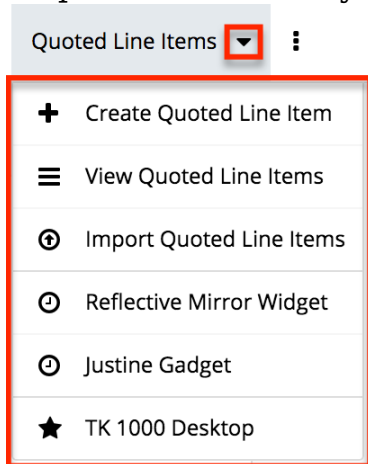 Quoted Line Items
Create Quoted Line Item
View Quoted Line Items
Import Quoted Line Items
Reflective Mirror Widget
Justine Gadget
TK 1000 Desktop